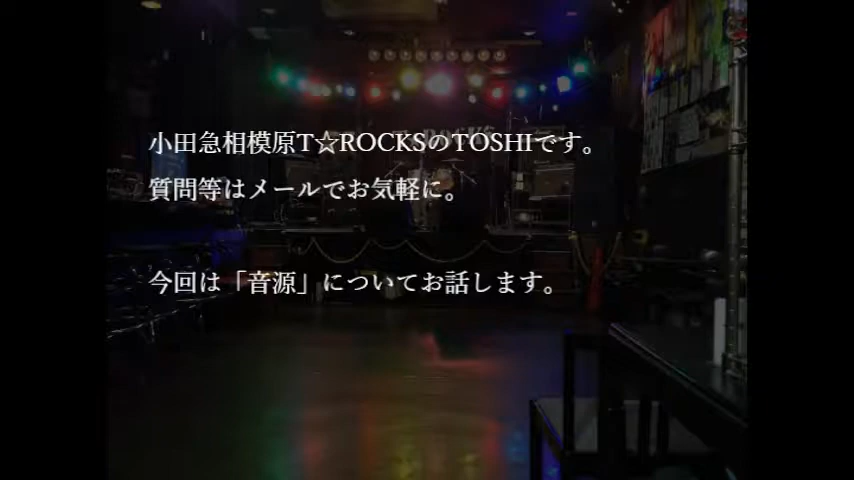 小田急相模原T☆ROCKSのTOSHIです。
質問等はメールでお気軽に。
今回は「音源」についてお話します。